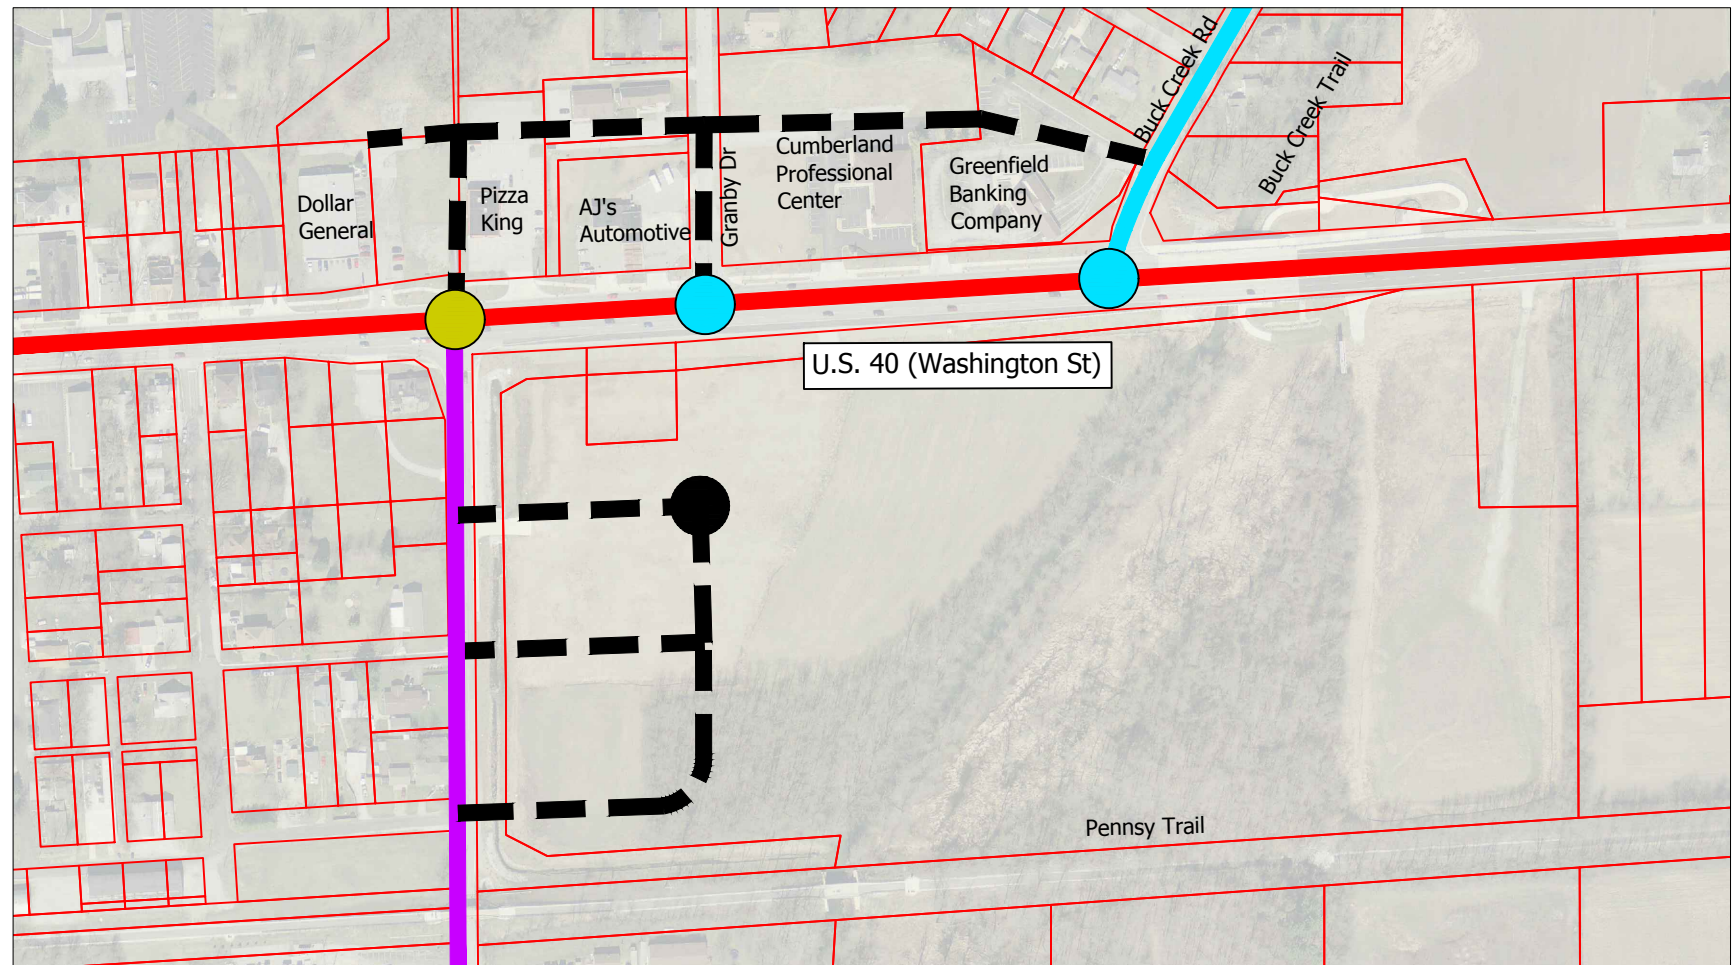 Buck Creek Rd
Buck Creek Trail
Dollar
General
Pizza
King
AJ's
Automotive
Granby Dr
Cumberland
Professional
Center
Greenfield
Banking
Company
U.S. 40 (Washington St)
Pennsy Trail